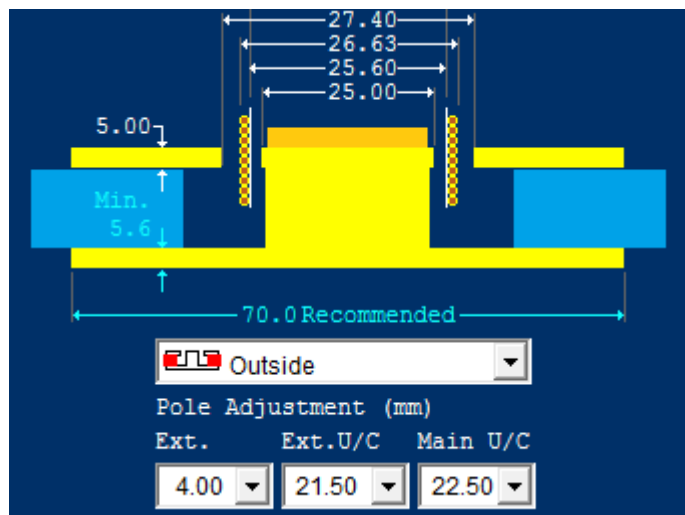 27.40
26.63
25.60
25.00
5.00
Min.
5.6
70.0 Recommended
Outside
Pole Adjustment (mm)
Ext. Ext.U/C Main U/C
4.00 21.50 22.50